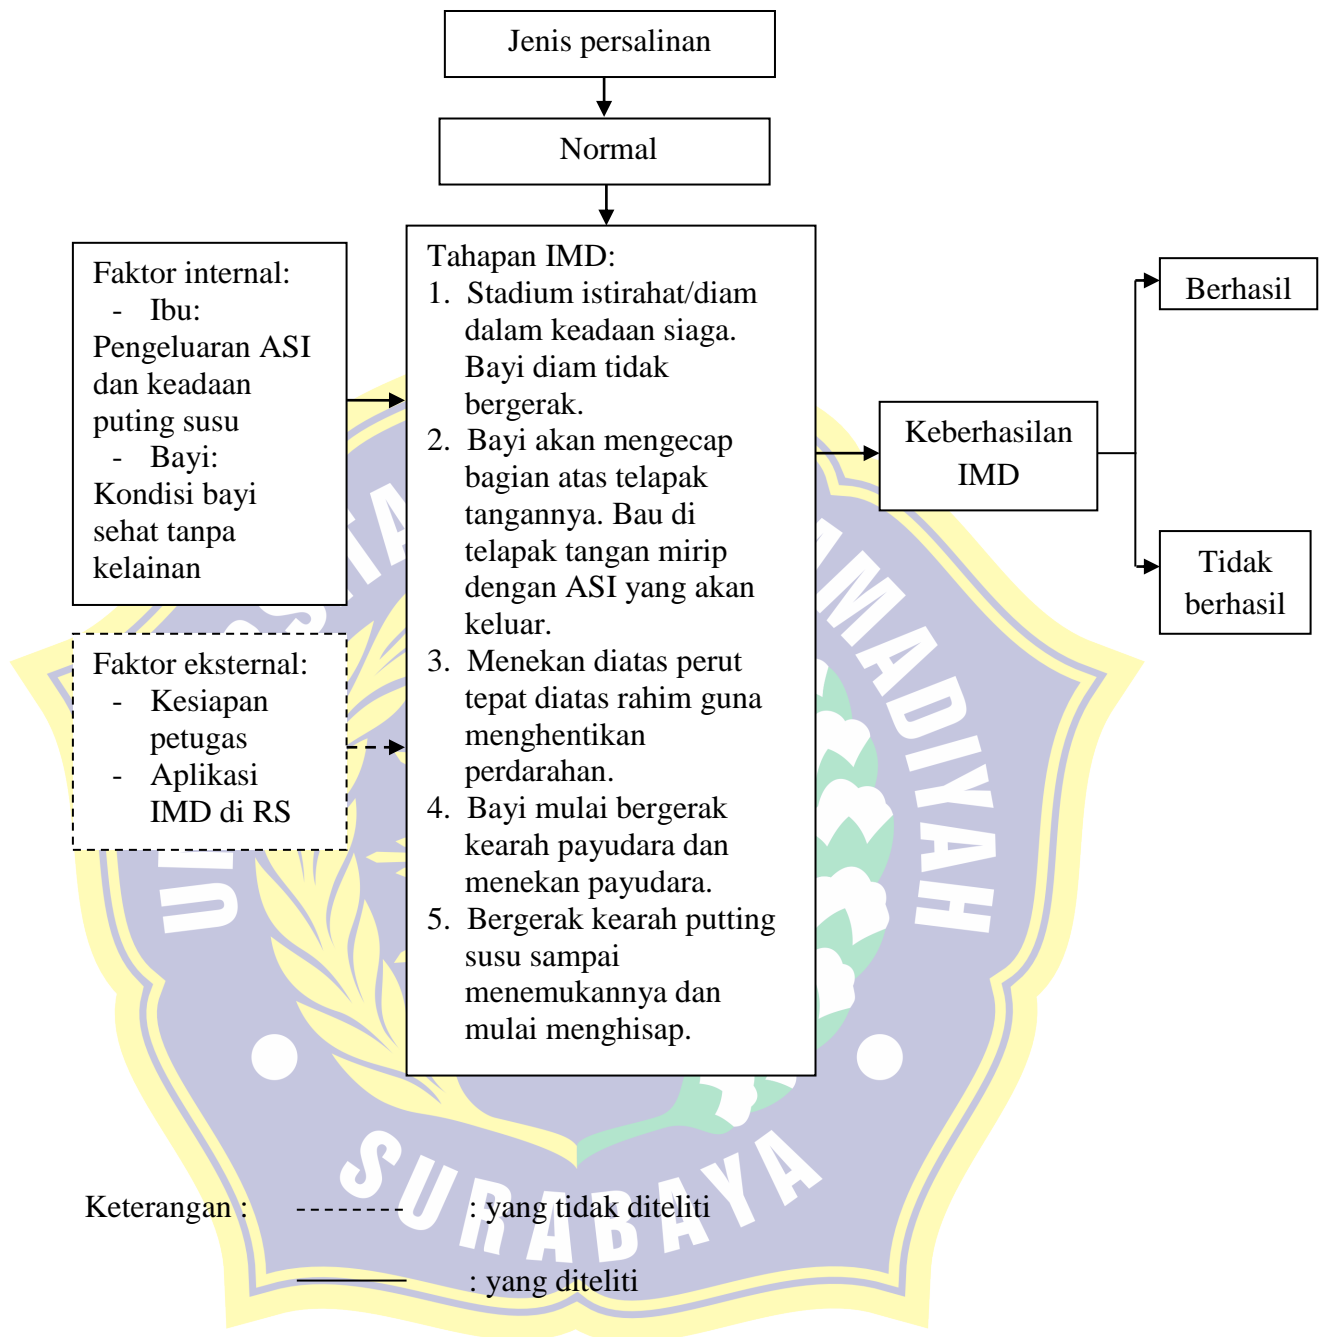 Jenis persalinan
Normal
Faktor internal:
- Ibu:
Pengeluaran ASI
dan keadaan
puting susu
- Bayi:
Kondisi bayi
sehat tanpa
kelainan
Faktor eksternal:
- Kesiapan
petugas
- Aplikasi
IMD di RS
Tahapan IMD:
1. Stadium istirahat/diam
dalam keadaan siaga.
Bayi diam tidak
bergerak.
2. Bayi akan mengecap
bagian atas telapak
tangannya. Bau di
telapak tangan mirip
dengan ASI yang akan
keluar.
3. Menekan diatas perut
tepat diatas rahim guna
menghentikan
perdarahan.
4. Bayi mulai bergerak
kearah payudara dan
menekan payudara.
5. Bergerak kearah putting
susu sampai
menemukannya dan
mulai menghisap.
Keberhasilan
IMD
Berhasil
Tidak
berhasil
SURABAYA
Keterangan :
: yang tidak diteliti
: yang diteliti